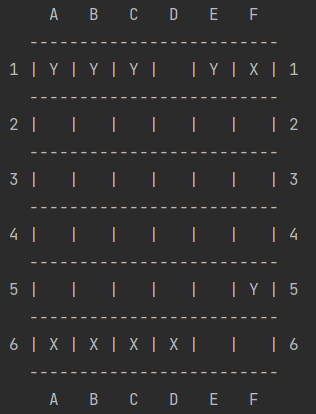 A   B   C   D   E   F
  -------------------------
1 | Y | Y | Y |   | Y | X | 1
  -------------------------
2 |   |   |   |   |   |   | 2
  -------------------------
3 |   |   |   |   |   |   | 3
  -------------------------
4 |   |   |   |   |   |   | 4
  -------------------------
5 |   |   |   |   |   | Y | 5
  -------------------------
6 | X | X | X | X |   |   | 6
  -------------------------
    A   B   C   D   E   F